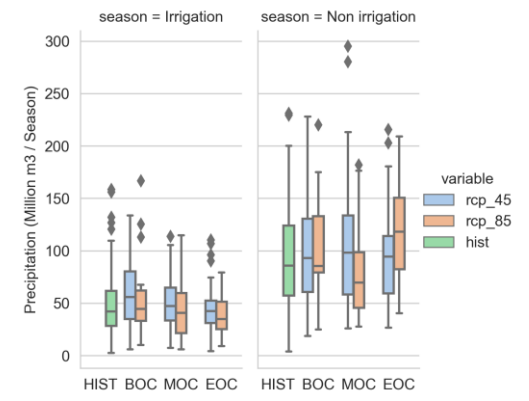 season = Irrigation
season = Non irrigation
Precipitation (Million m3 / Season)
300
250
200
150
100
50
0
HIST BOC MOC EOC
HIST BOC MOC EOC
variable
rcp_45
rcp_85
hist